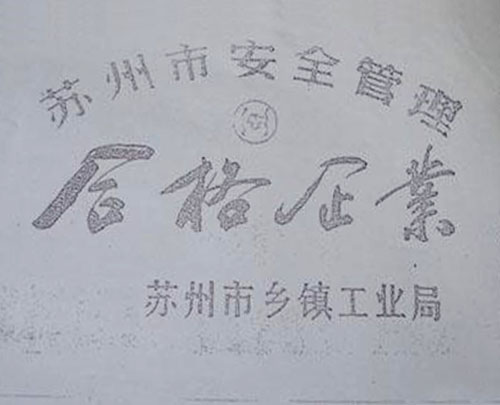 苏州市安全管理
合格企業
苏州市乡镇工业局